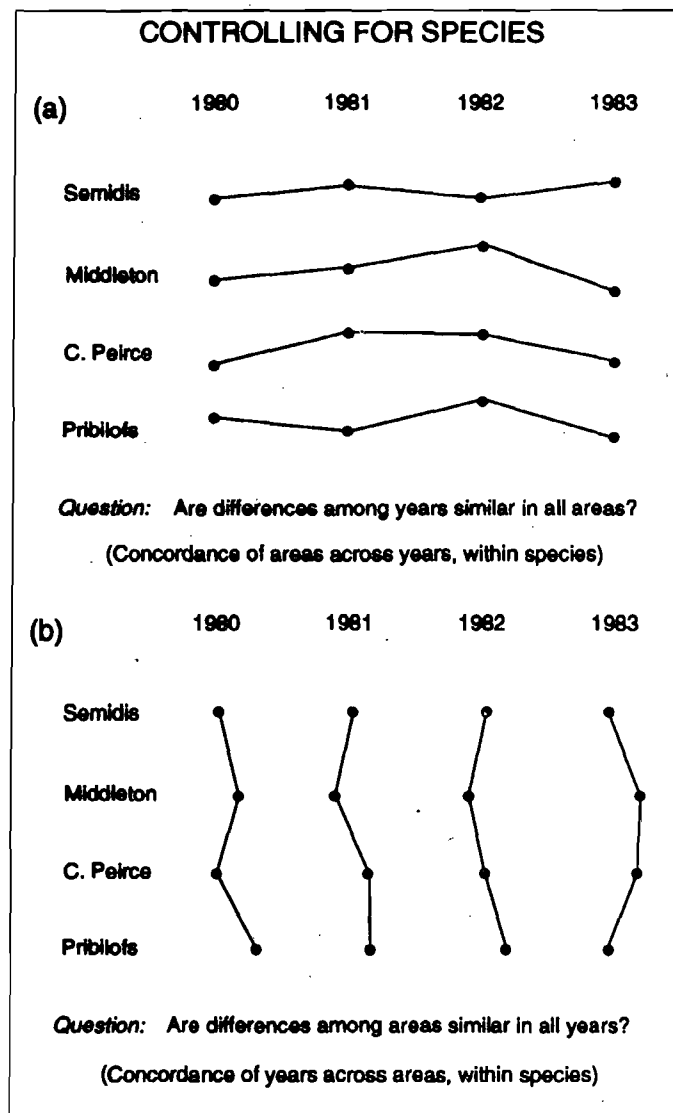 CONTROLLING FOR SPECIES
(a) 1980 1981 1982 1983
Semidis
Middleton
C. Peirce
Pribilofs
Question: Are differences among years similar in all areas?
(Concordance of areas across years, within species)
(b) 1980 1981 1982 1983
Semidis
Middleton
C. Peirce
Pribilofs
Question: Are differences among areas similar in all years?
(Concordance of years across areas, within species)